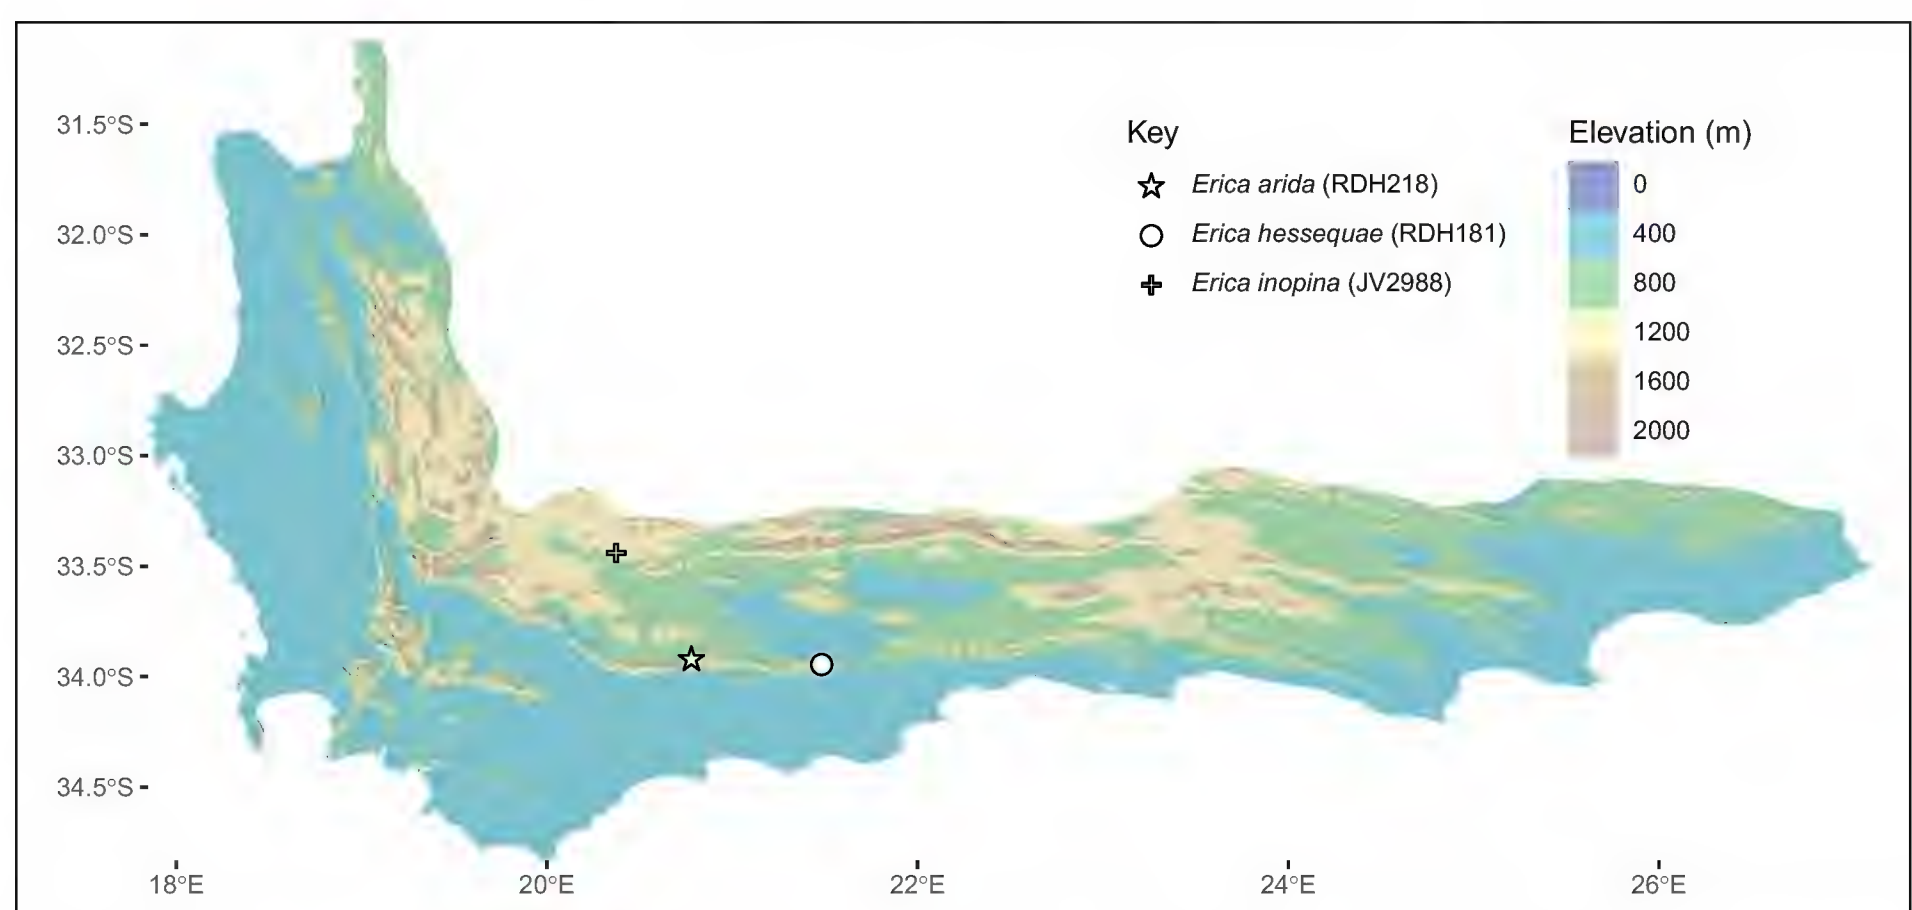 31.5°S
32.0°S
32.5°S
33.0°S
33.5°S
34.0°S
34.5°S
18°E
20°E
22°E
24°E
26°E
Key
Erica arida (RDH218)
Erica hessequae (RDH181)
Erica inopina (JV2988)
Elevation (m)
0
400
800
1200
1600
2000